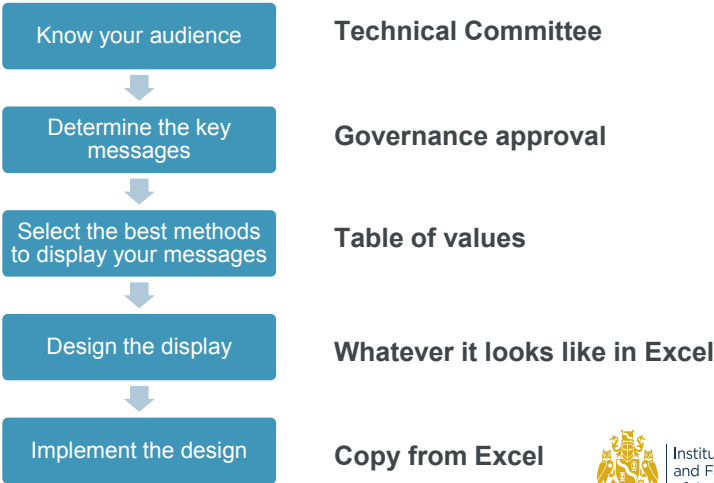 Know your audience
Technical Committee
Determine the key
messages
Governance approval
Select the best methods
to display your messages
Table of values
Design the display
Whatever it looks like in Excel
Implement the design
Copy from Excel
and F